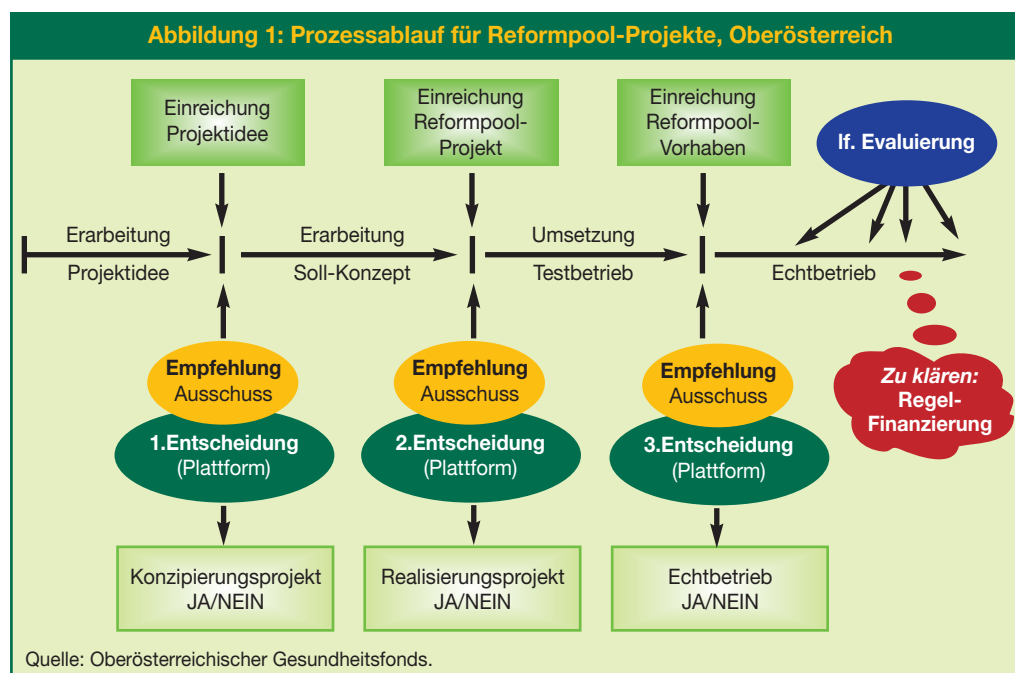 Abbildung 1: Prozessablauf für Reformpool-Projekte, Oberösterreich
Einreichung
Projektidee
Einreichung
Reformpool-
Projekt
Einreichung
Reformpool-
Vorhaben
lf. Evaluierung
Erarbeitung
Projektidee
Erarbeitung
Soll-Konzept
Umsetzung
Testbetrieb
Echtbetrieb
Empfehlung
Ausschuss
1.Entscheidung
(Plattform)
Empfehlung
Ausschuss
2.Entscheidung
(Plattform)
Empfehlung
Ausschuss
3.Entscheidung
(Plattform)
Zu klären:
Regel-
Finanzierung
Konzipierungsprojekt
JA/NEIN
Realisierungsprojekt
JA/NEIN
Echtbetrieb
JA/NEIN
Quelle: Oberösterreichischer Gesundheitsfonds.